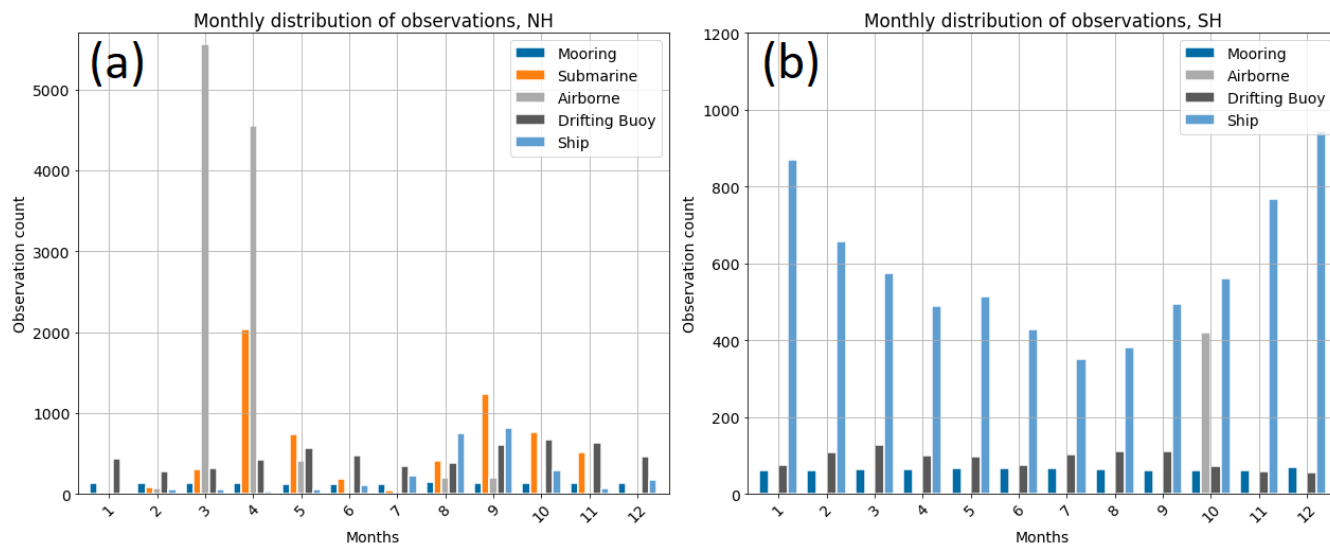 Monthly distribution of observations, NH
(a)
Mooring
Submarine
Airborne
Drifting Buoy
Ship
5000
4000
3000
2000
1000
0
Observation count
1 2 3 4 5 6 7 8 9 10 11 12
Months
Monthly distribution of observations, SH
(b)
Mooring
Airborne
Drifting Buoy
Ship
1200
1000
800
600
400
200
0
Observation count
1 2 3 4 5 6 7 8 9 10 11 12
Months